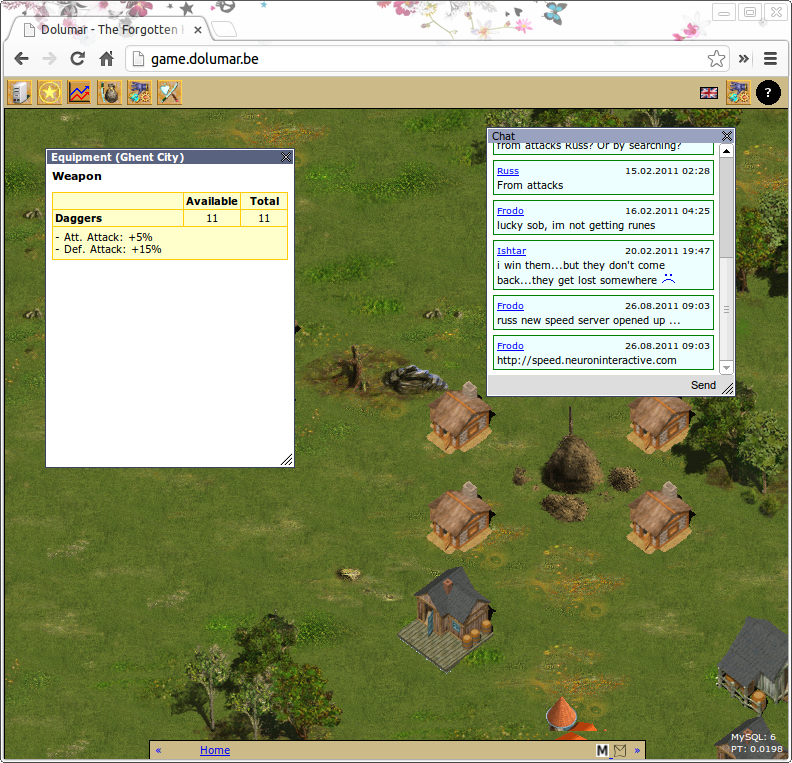 Dolumar - The Forgotten
game.dolumar.be
?
Equipment (Ghent City)
Weapon
Available Total
Daggers 11 11
- Att. Attack: +5%
- Def. Attack: +15%
Chat
from attacks Russ? Or by searching?
Russ 15.02.2011 02:28
From attacks
Frodo 16.02.2011 04:25
lucky sob, im not getting runes
Ishtar 20.02.2011 19:47
i win them...but they don't come
back...they get lost somewhere
Frodo 26.08.2011 09:03
russ new speed server opened up ...
Frodo 26.08.2011 09:03
http://speed.neuroninteractive.com
Send
MySQL: 6
PT: 0.0198
« Home M »